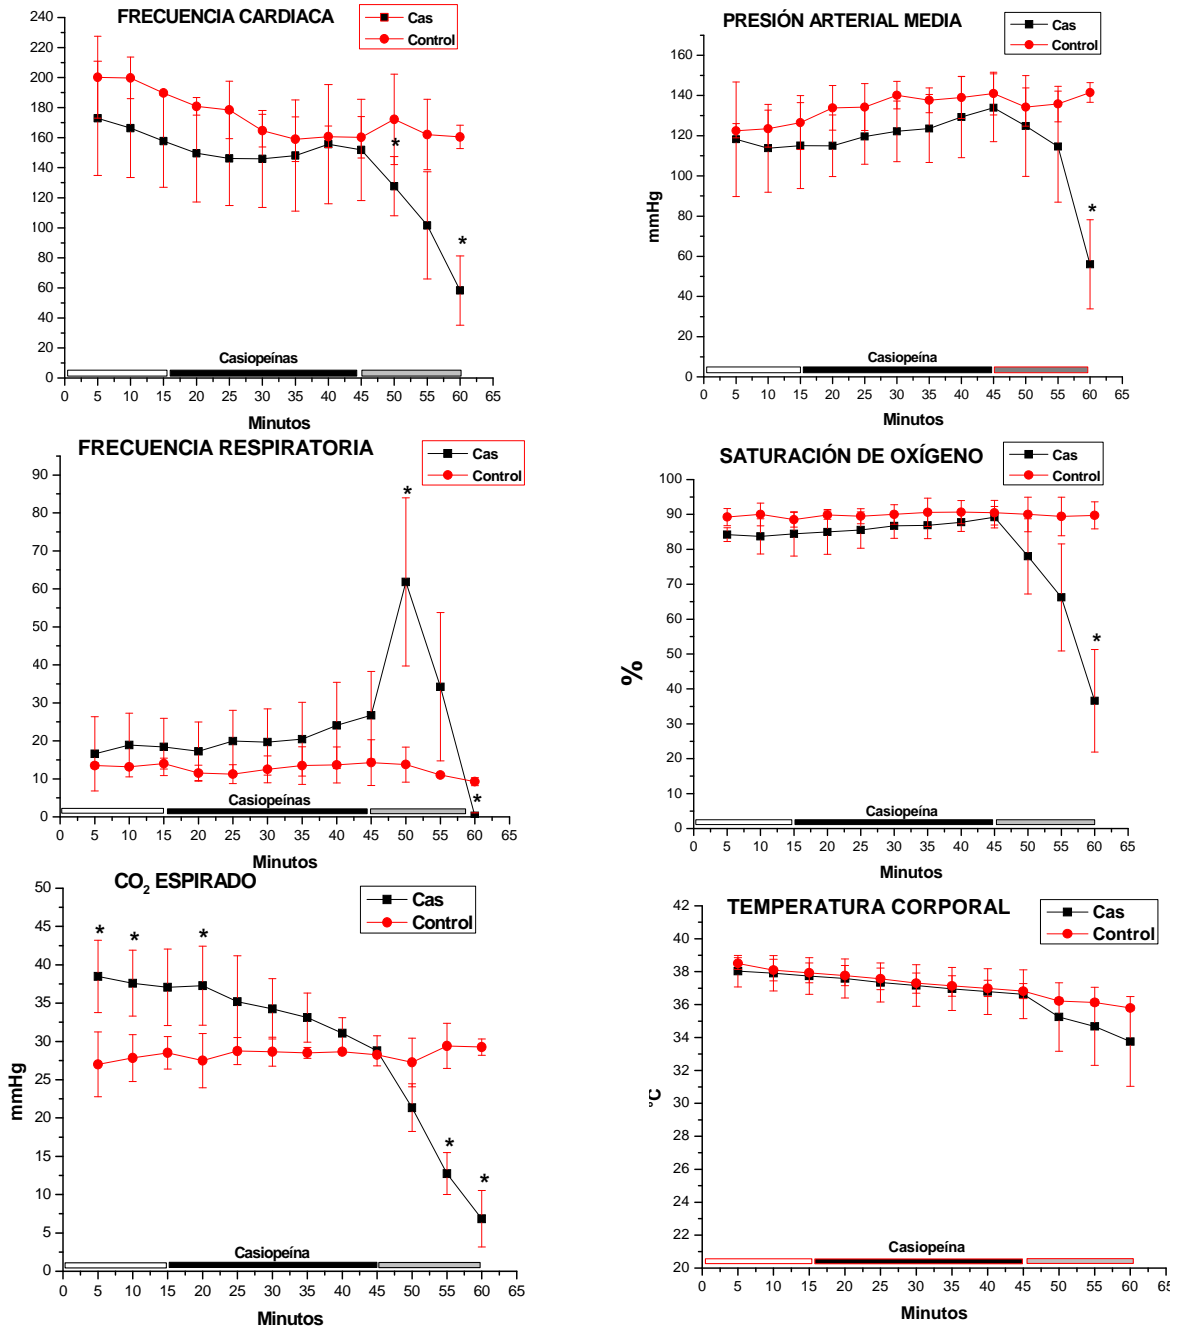 FRECUENCIA CARDIACA
Cas
Control
240
220
200
180
160
140
120
100
80
60
40
20
0
*
*
Casiopeínas
0 5 10 15 20 25 30 35 40 45 50 55 60 65
Minutos
PRESIÓN ARTERIAL MEDIA
Cas
Control
160
140
120
100
80
60
40
20
0
mmHg
*
Casiopeína
0 5 10 15 20 25 30 35 40 45 50 55 60 65
Minutos
FRECUENCIA RESPIRATORIA
Cas
Control
90
80
70
60
50
40
30
20
10
0
*
*
Casiopeínas
0 5 10 15 20 25 30 35 40 45 50 55 60 65
Minutos
SATURACIÓN DE OXÍGENO
Cas
Control
100
90
80
70
60
50
40
30
20
10
0
%
*
Casiopeína
0 5 10 15 20 25 30 35 40 45 50 55 60 65
Minutos
CO2 ESPIRADO
Cas
Control
50
45
40
35
30
25
20
15
10
5
0
mmHg
* * *
*
*
Casiopeína
0 5 10 15 20 25 30 35 40 45 50 55 60 65
Minutos
TEMPERATURA CORPORAL
Cas
Control
42
40
38
36
34
32
30
28
26
24
22
20
°C
Casiopeína
0 5 10 15 20 25 30 35 40 45 50 55 60 65
Minutos